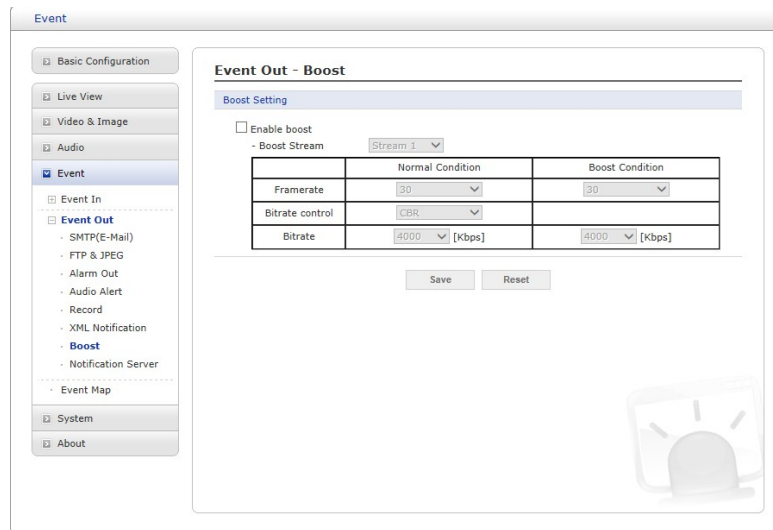 Event
Basic Configuration
Live View
Video & Image
Audio
Event
Event In
Event Out
SMTP(E-Mail)
FTP & JPEG
Alarm Out
Audio Alert
Record
XML Notification
Boost
Notification Server
Event Map
System
About
Event Out - Boost
Boost Setting
Enable boost
- Boost Stream Stream 1
Normal Condition Boost Condition
Framerate 30 30
Bitrate control CBR
Bitrate 4000 [Kbps] 4000 [Kbps]
Save Reset